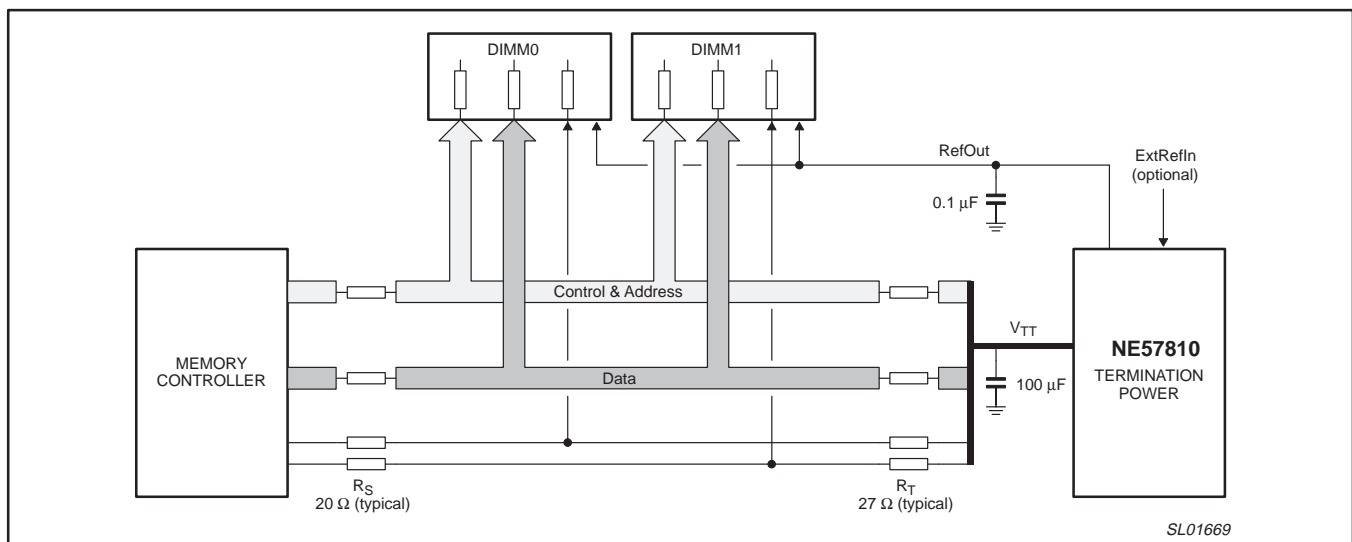 DIMM0
DIMM1
RefOut
ExtRefIn
(optional)
0.1 μF
Control & Address
MEMORY
CONTROLLER
Data
VTT
100 μF
NE57810
TERMINATION
POWER
RS
20 Ω (typical)
RT
27 Ω (typical)
SL01669